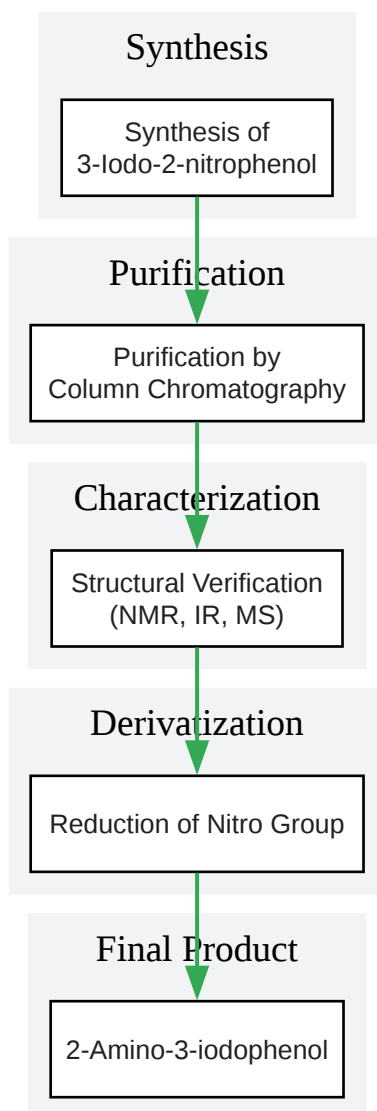 Synthesis
Synthesis of
3-Iodo-2-nitrophenol
Purification
Purification by
Column Chromatography
Characterization
Structural Verification
(NMR, IR, MS)
Derivatization
Reduction of Nitro Group
Final Product
2-Amino-3-iodophenol